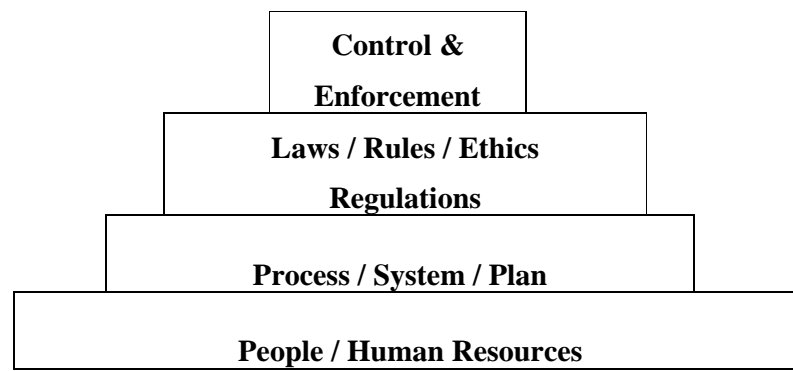 Control &
Enforcement
Laws / Rules / Ethics
Regulations
Process / System / Plan
People / Human Resources